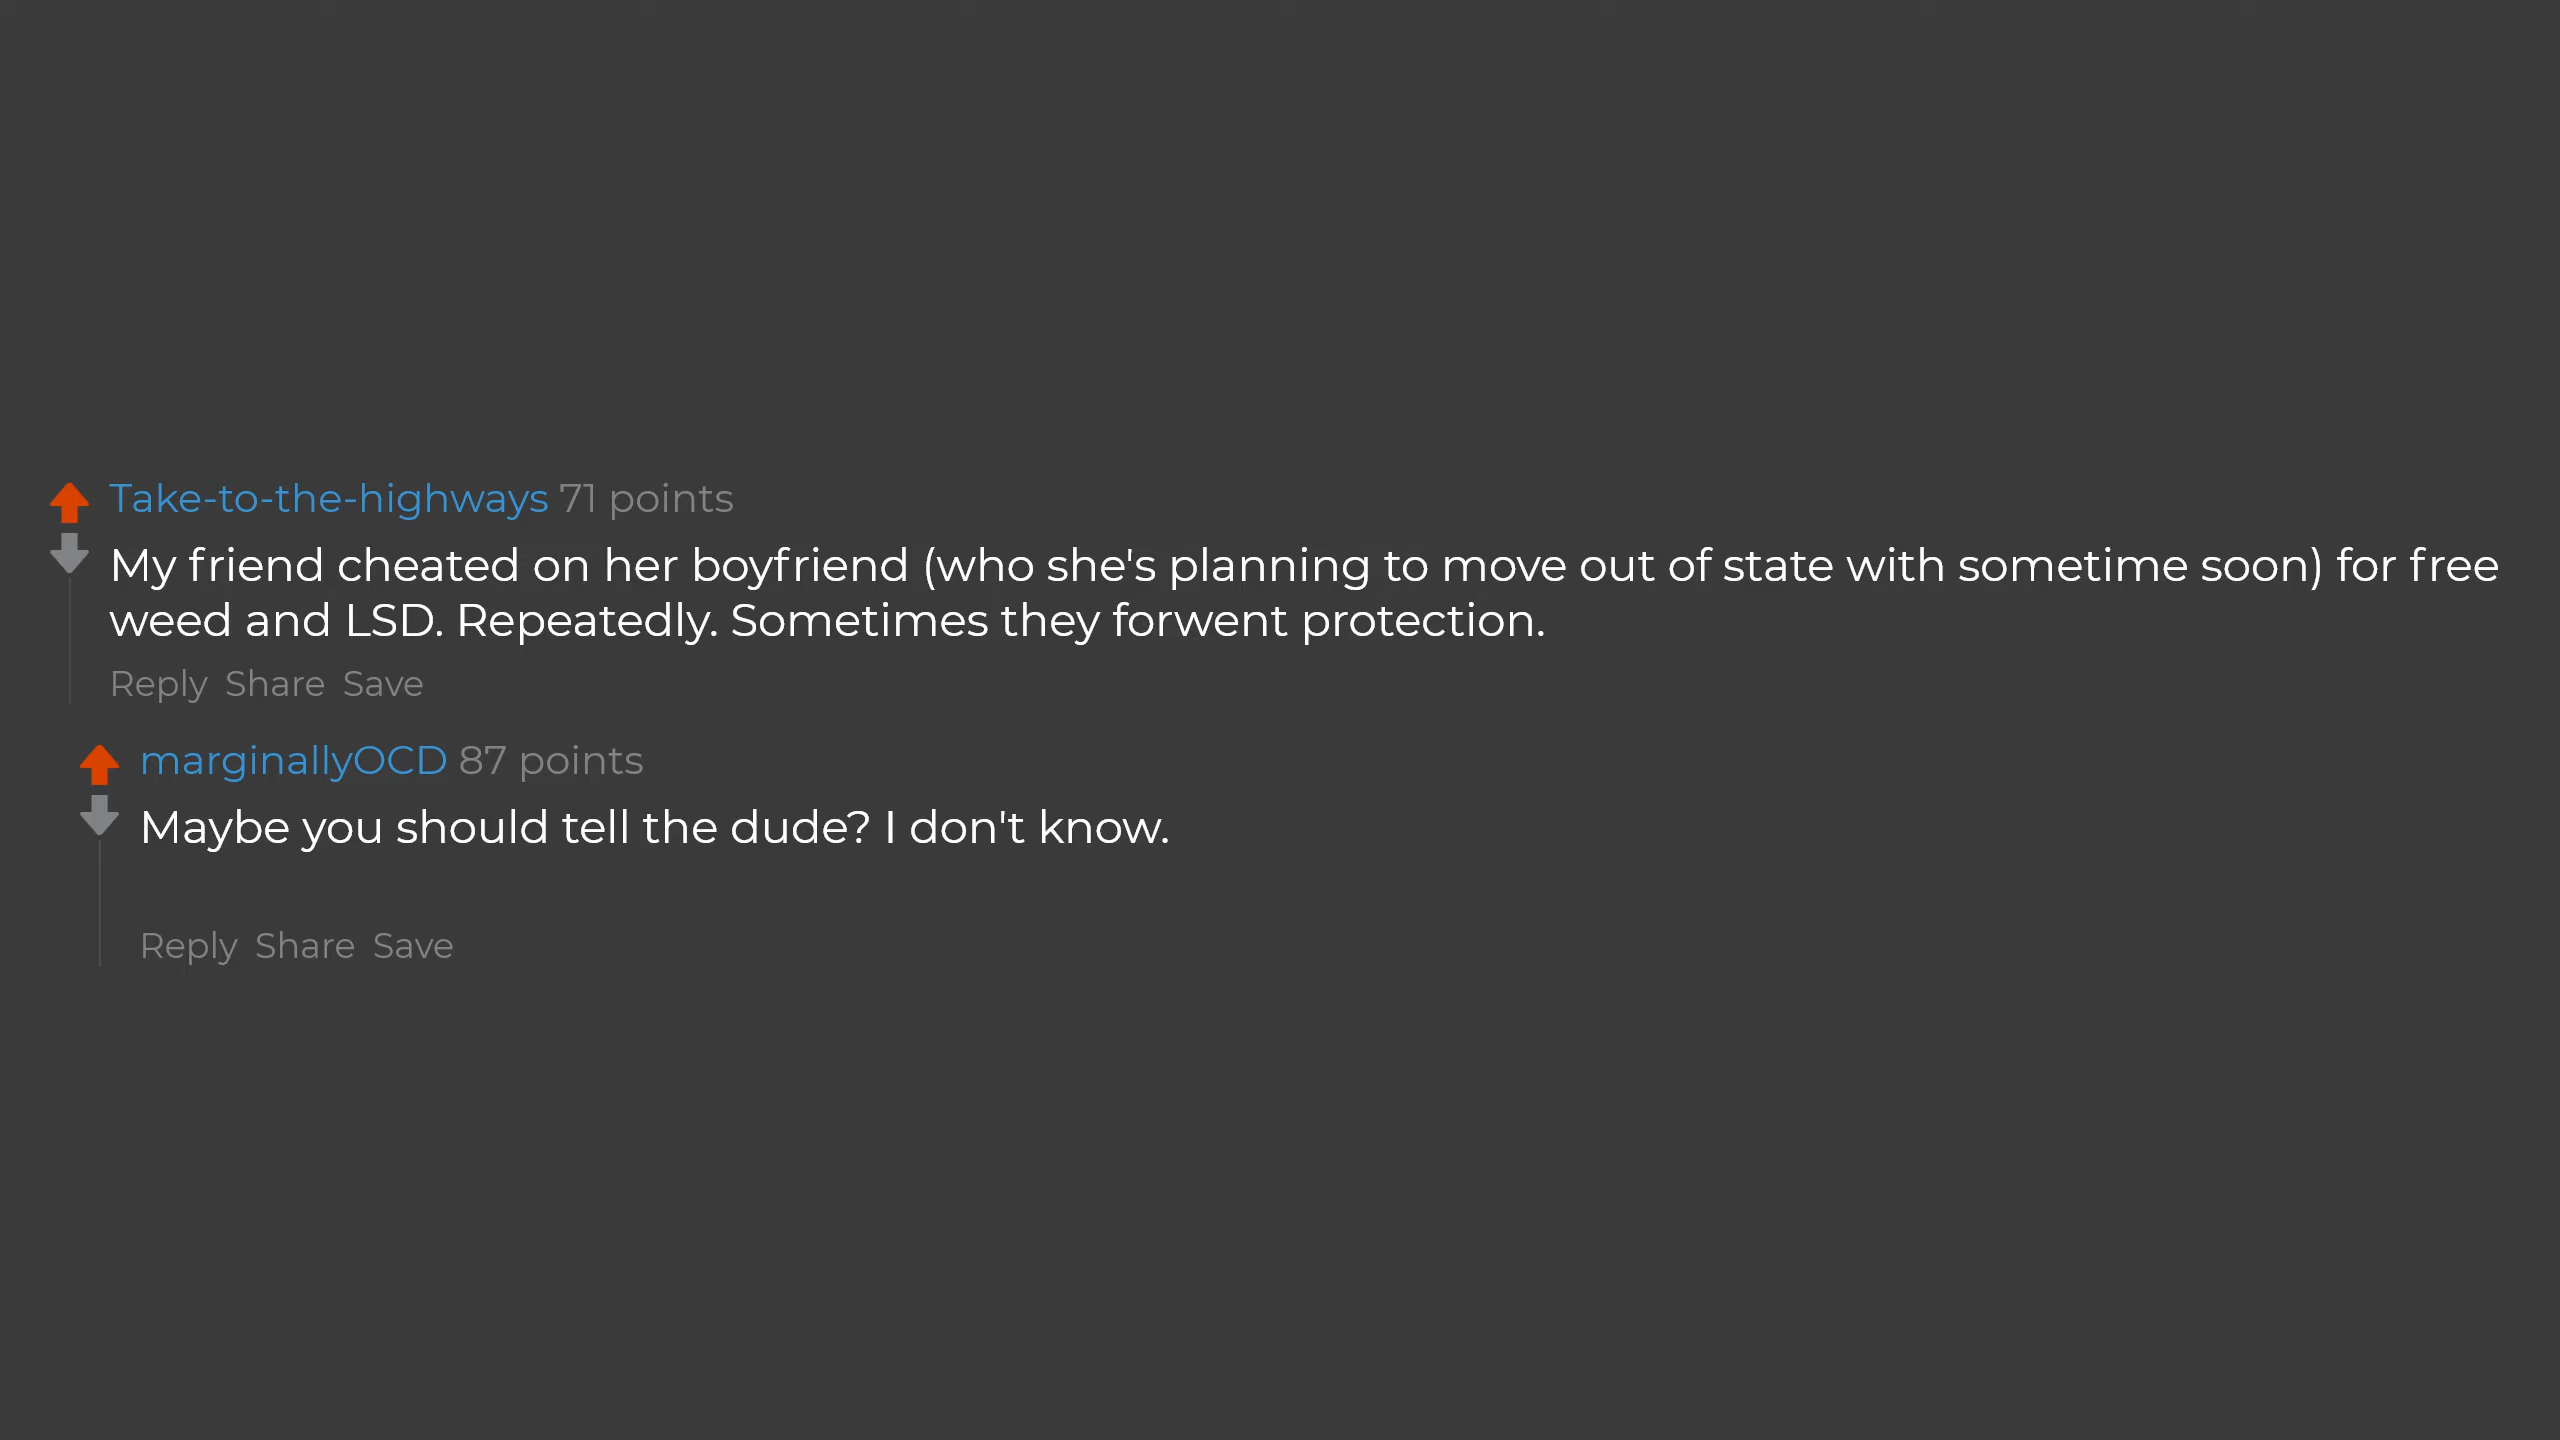 Take-to-the-highways 71 points
My friend cheated on her boyfriend (who she's planning to move out of state with sometime soon) for free
weed and LSD. Repeatedly. Sometimes they forwent protection.
Reply Share Save
marginallyOCD 87 points
Maybe you should tell the dude? I don't know.
Reply Share Save